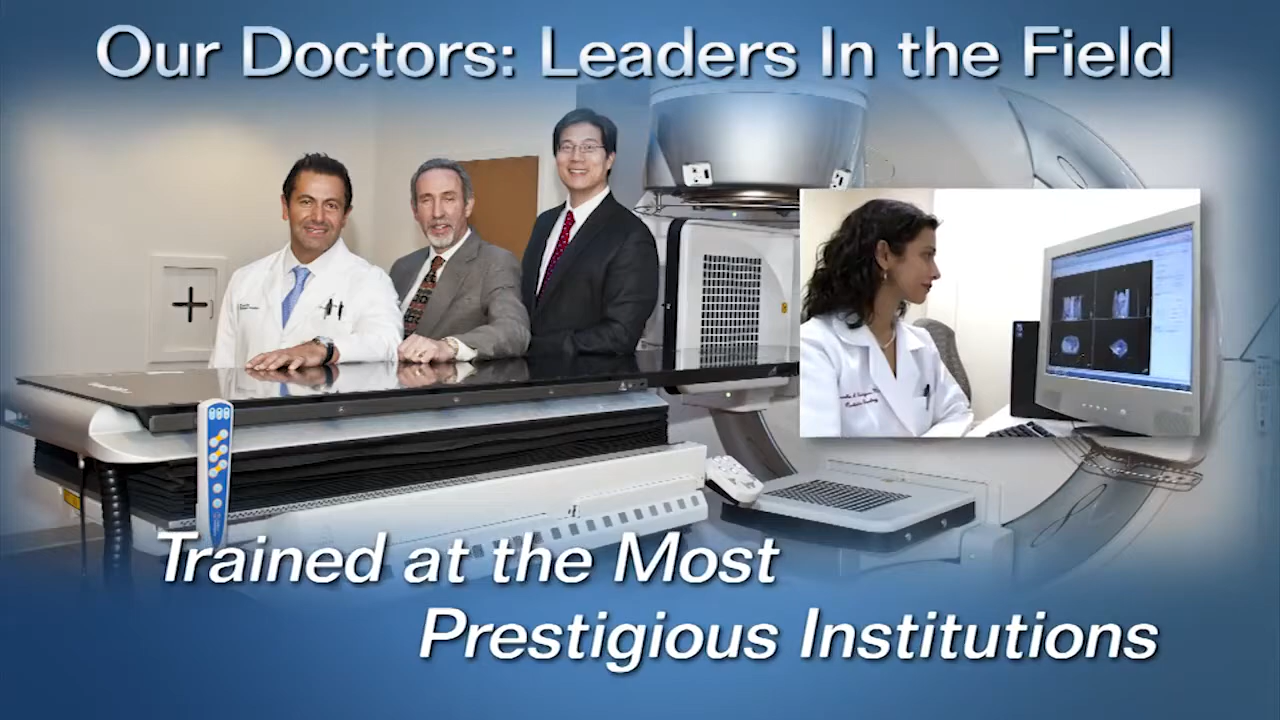 Our Doctors: Leaders In the Field
Trained at the Most
Prestigious Institutions